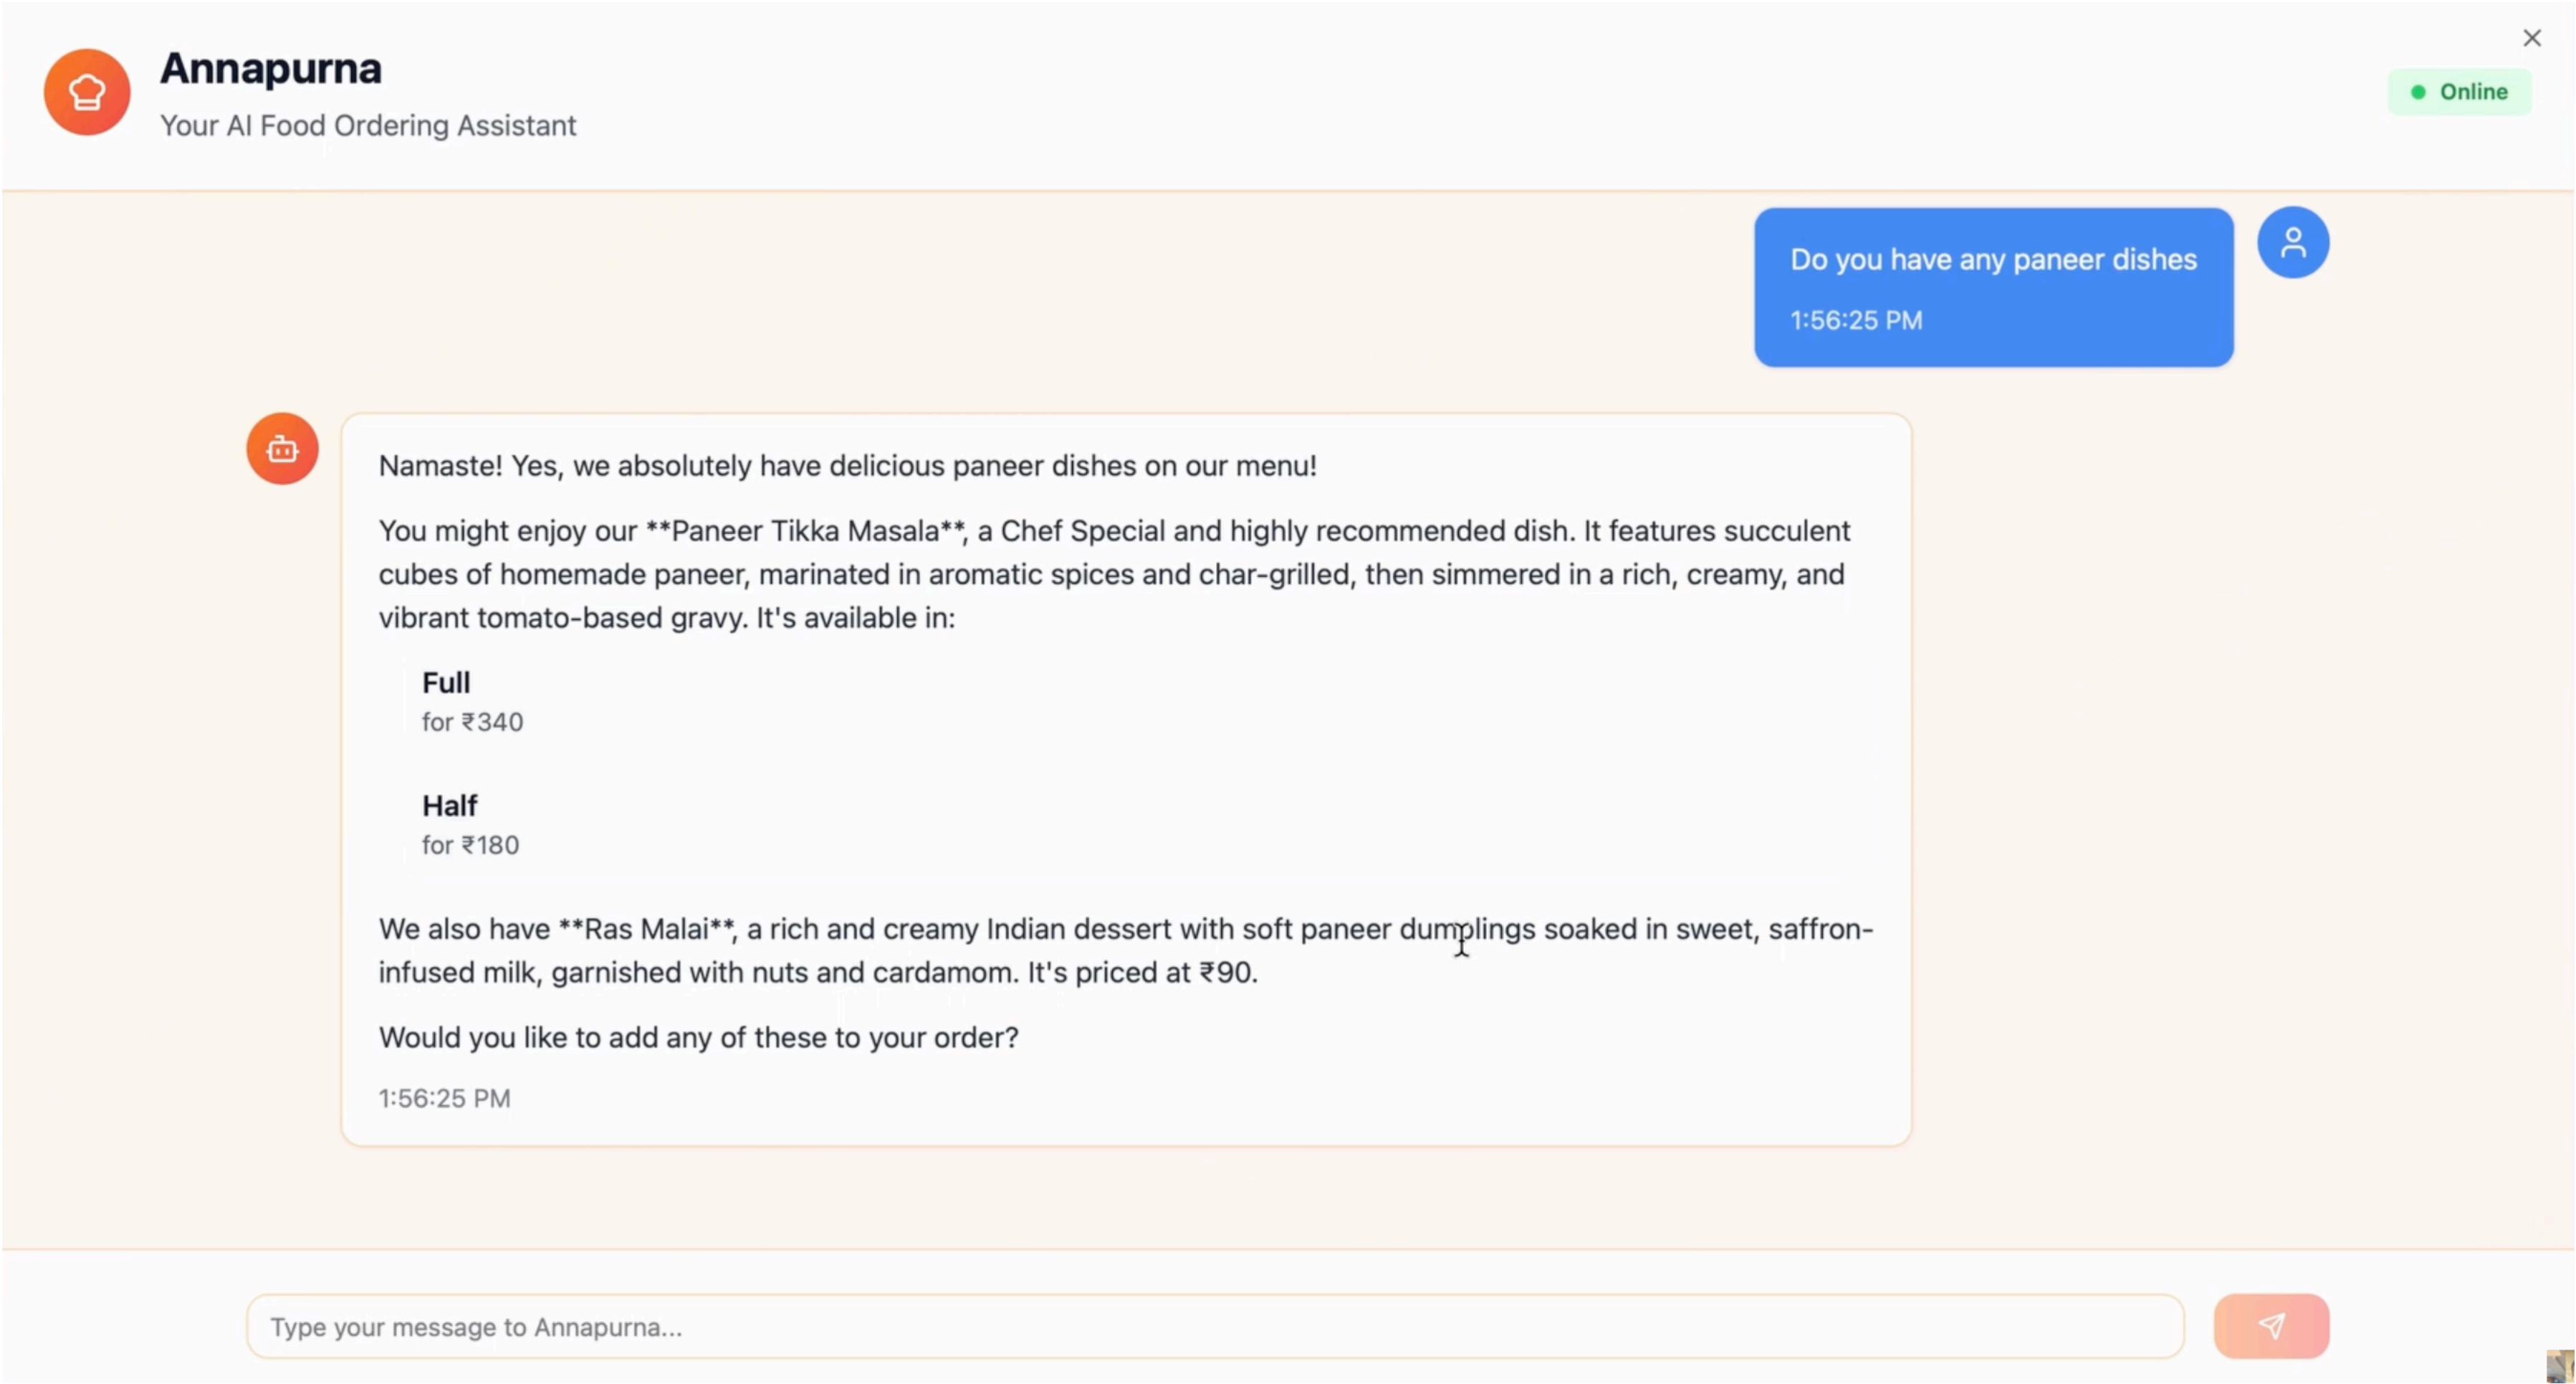 Annapurna
Your AI Food Ordering Assistant
Online
Do you have any paneer dishes
1:56:25 PM
Namaste! Yes, we absolutely have delicious paneer dishes on our menu!
You might enjoy our **Paneer Tikka Masala**, a Chef Special and highly recommended dish. It features succulent
cubes of homemade paneer, marinated in aromatic spices and char-grilled, then simmered in a rich, creamy, and
vibrant tomato-based gravy. It's available in:
Full
for ₹340
Half
for ₹180
We also have **Ras Malai**, a rich and creamy Indian dessert with soft paneer dumplings soaked in sweet, saffron-
infused milk, garnished with nuts and cardamom. It's priced at ₹90.
Would you like to add any of these to your order?
1:56:25 PM
Type your message to Annapurna...